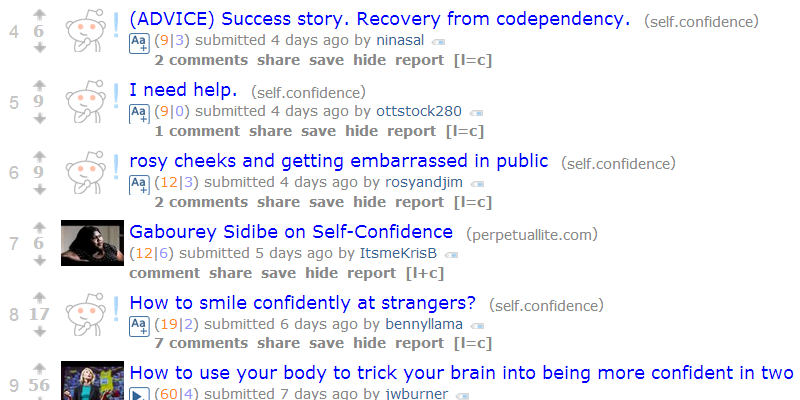 4 6 (ADVICE) Success story. Recovery from codependency. (self.confidence)
Aa+ (9|3) submitted 4 days ago by ninasal
2 comments share save hide report [l=c]
5 9 I need help. (self.confidence)
Aa+ (9|0) submitted 4 days ago by ottstock280
1 comment share save hide report [l=c]
6 9 rosy cheeks and getting embarrassed in public (self.confidence)
Aa+ (12|3) submitted 4 days ago by rosyandjim
2 comments share save hide report [l=c]
7 6 Gabourey Sidibe on Self-Confidence (perpetuallite.com)
(12|6) submitted 5 days ago by ItsmeKrisB
comment share save hide report [l+c]
8 17 How to smile confidently at strangers? (self.confidence)
Aa+ (19|2) submitted 6 days ago by bennyllama
7 comments share save hide report [l=c]
9 56 How to use your body to trick your brain into being more confident in two
(60|4) submitted 7 days ago by jwburner